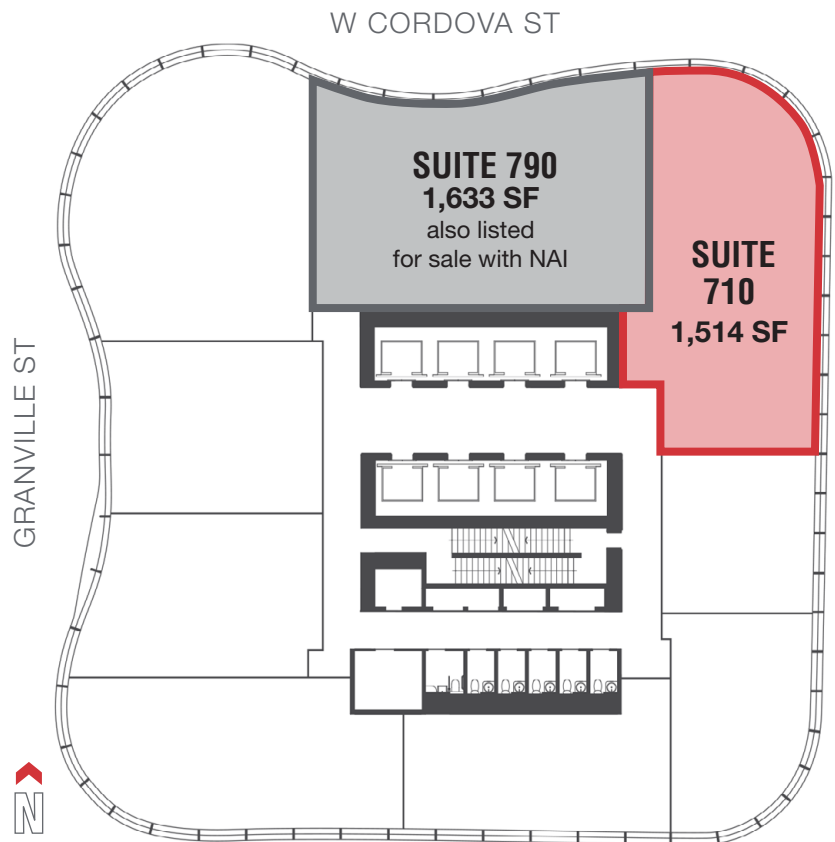 W CORDOVA ST
SUITE 790
1,633 SF
also listed
for sale with NAI
SUITE
710
1,514 SF
GRANVILLE ST
N